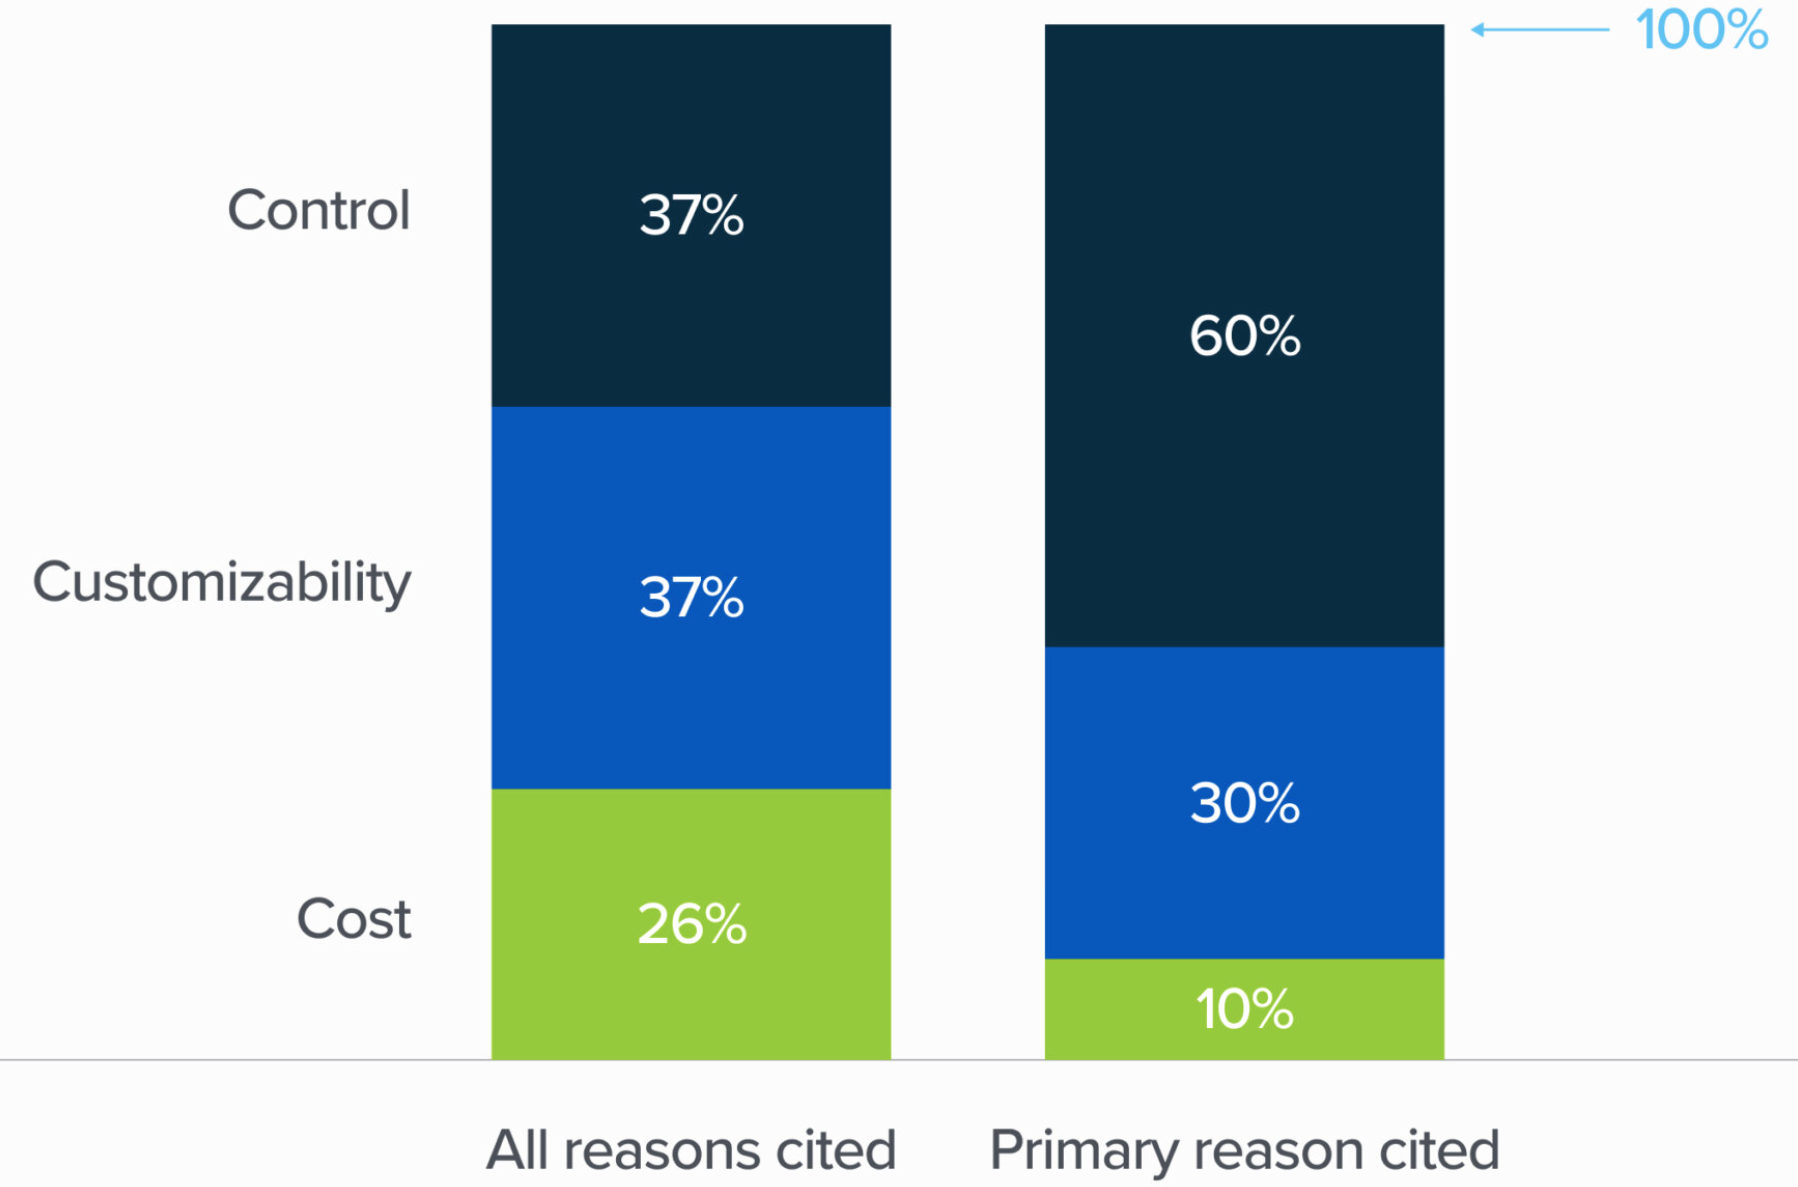 100%
Control
37%
60%
Customizability
37%
30%
Cost
26%
10%
All reasons cited
Primary reason cited